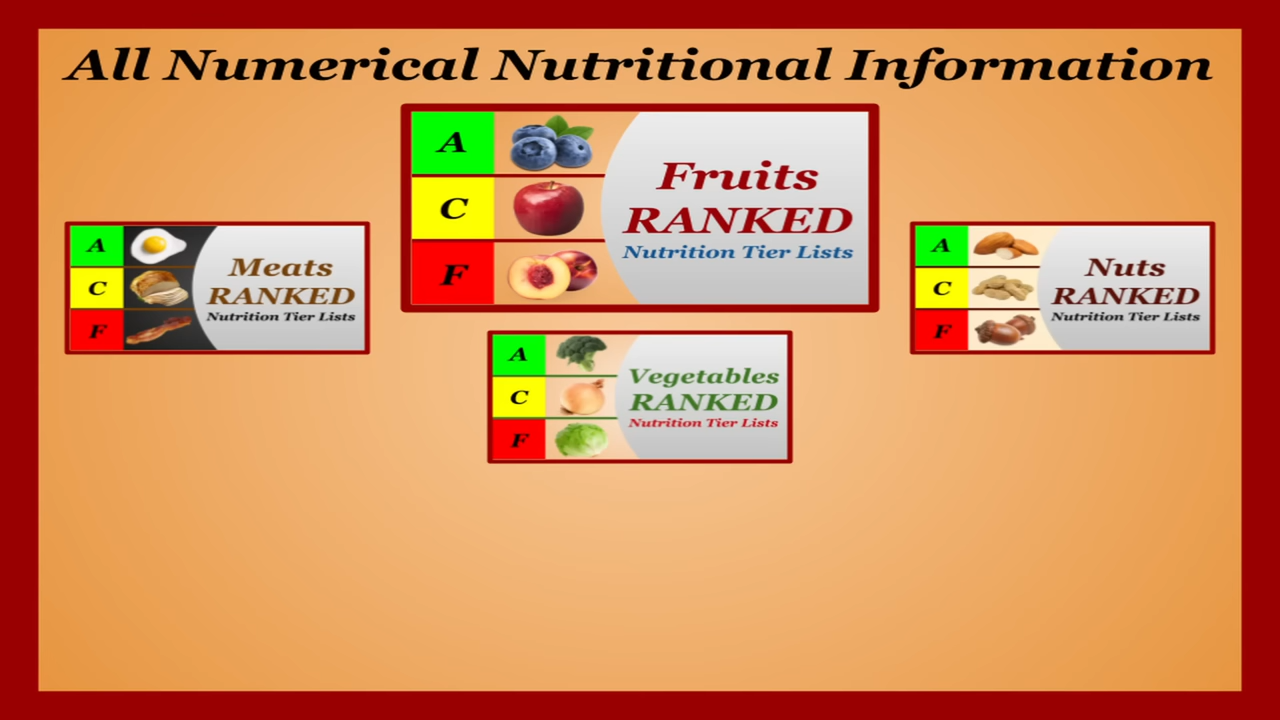 All Numerical Nutritional Information
A
C
F
Fruits
RANKED
Nutrition Tier Lists
A
C
F
Meats
RANKED
Nutrition Tier Lists
A
C
F
Nuts
RANKED
Nutrition Tier Lists
A
C
F
Vegetables
RANKED
Nutrition Tier Lists